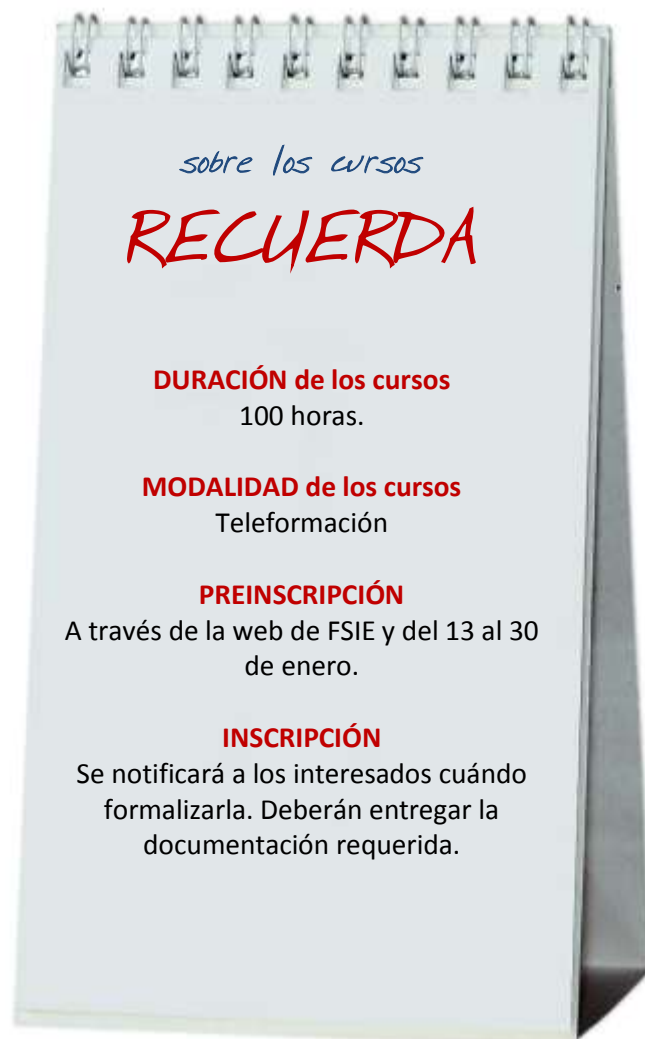 sobre los cursos
RECUERDA
DURACIÓN de los cursos
100 horas.
MODALIDAD de los cursos
Teleformación
PREINSCRIPCIÓN
A través de la web de FSIE y del 13 al 30
de enero.
INSCRIPCIÓN
Se notificará a los interesados cuándo
formalizarla. Deberán entregar la
documentación requerida.